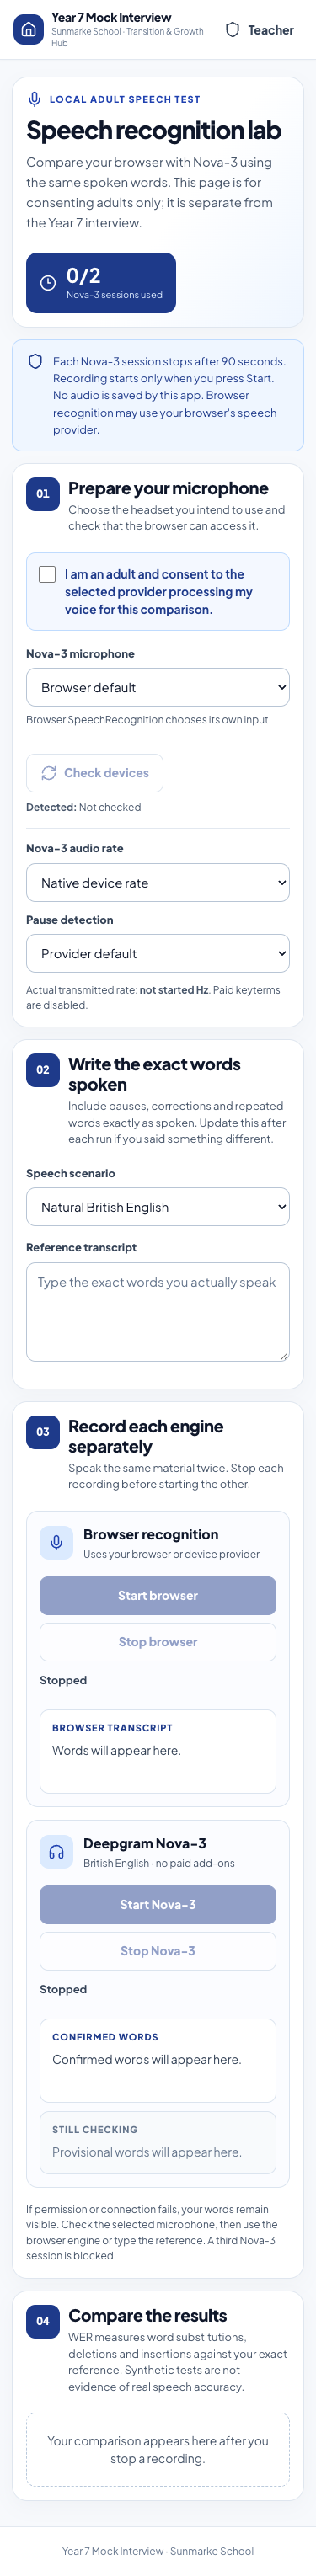 Year 7 Mock Interview
Sunmarke School · Transition & Growth
Hub
Teacher
LOCAL ADULT SPEECH TEST
Speech recognition lab
Compare your browser with Nova-3 using
the same spoken words. This page is for
consenting adults only; it is separate from
the Year 7 interview.
0/2
Nova-3 sessions used
Each Nova-3 session stops after 90 seconds.
Recording starts only when you press Start.
No audio is saved by this app. Browser
recognition may use your browser's speech
provider.
01
Prepare your microphone
Choose the headset you intend to use and
check that the browser can access it.
I am an adult and consent to the
selected provider processing my
voice for this comparison.
Nova-3 microphone
Browser default
Browser SpeechRecognition chooses its own input.
Check devices
Detected: Not checked
Nova-3 audio rate
Native device rate
Pause detection
Provider default
Actual transmitted rate: not started Hz. Paid keyterms
are disabled.
02
Write the exact words
spoken
Include pauses, corrections and repeated
words exactly as spoken. Update this after
each run if you said something different.
Speech scenario
Natural British English
Reference transcript
Type the exact words you actually speak
03
Record each engine
separately
Speak the same material twice. Stop each
recording before starting the other.
Browser recognition
Uses your browser or device provider
Start browser
Stop browser
Stopped
BROWSER TRANSCRIPT
Words will appear here.
Deepgram Nova-3
British English · no paid add-ons
Start Nova-3
Stop Nova-3
Stopped
CONFIRMED WORDS
Confirmed words will appear here.
STILL CHECKING
Provisional words will appear here.
If permission or connection fails, your words remain
visible. Check the selected microphone, then use the
browser engine or type the reference. A third Nova-3
session is blocked.
04
Compare the results
WER measures word substitutions,
deletions and insertions against your exact
reference. Synthetic tests are not
evidence of real speech accuracy.
Your comparison appears here after you
stop a recording.
Year 7 Mock Interview · Sunmarke School